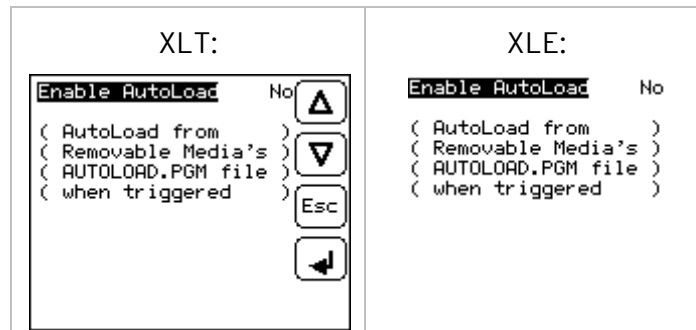 XLT:
Enable AutoLoad No
( AutoLoad from )
( Removable Media's )
( AUTOLOAD.PGM file )
( when triggered )
Esc
XLE:
Enable AutoLoad No
( AutoLoad from )
( Removable Media's )
( AUTOLOAD.PGM file )
( when triggered )